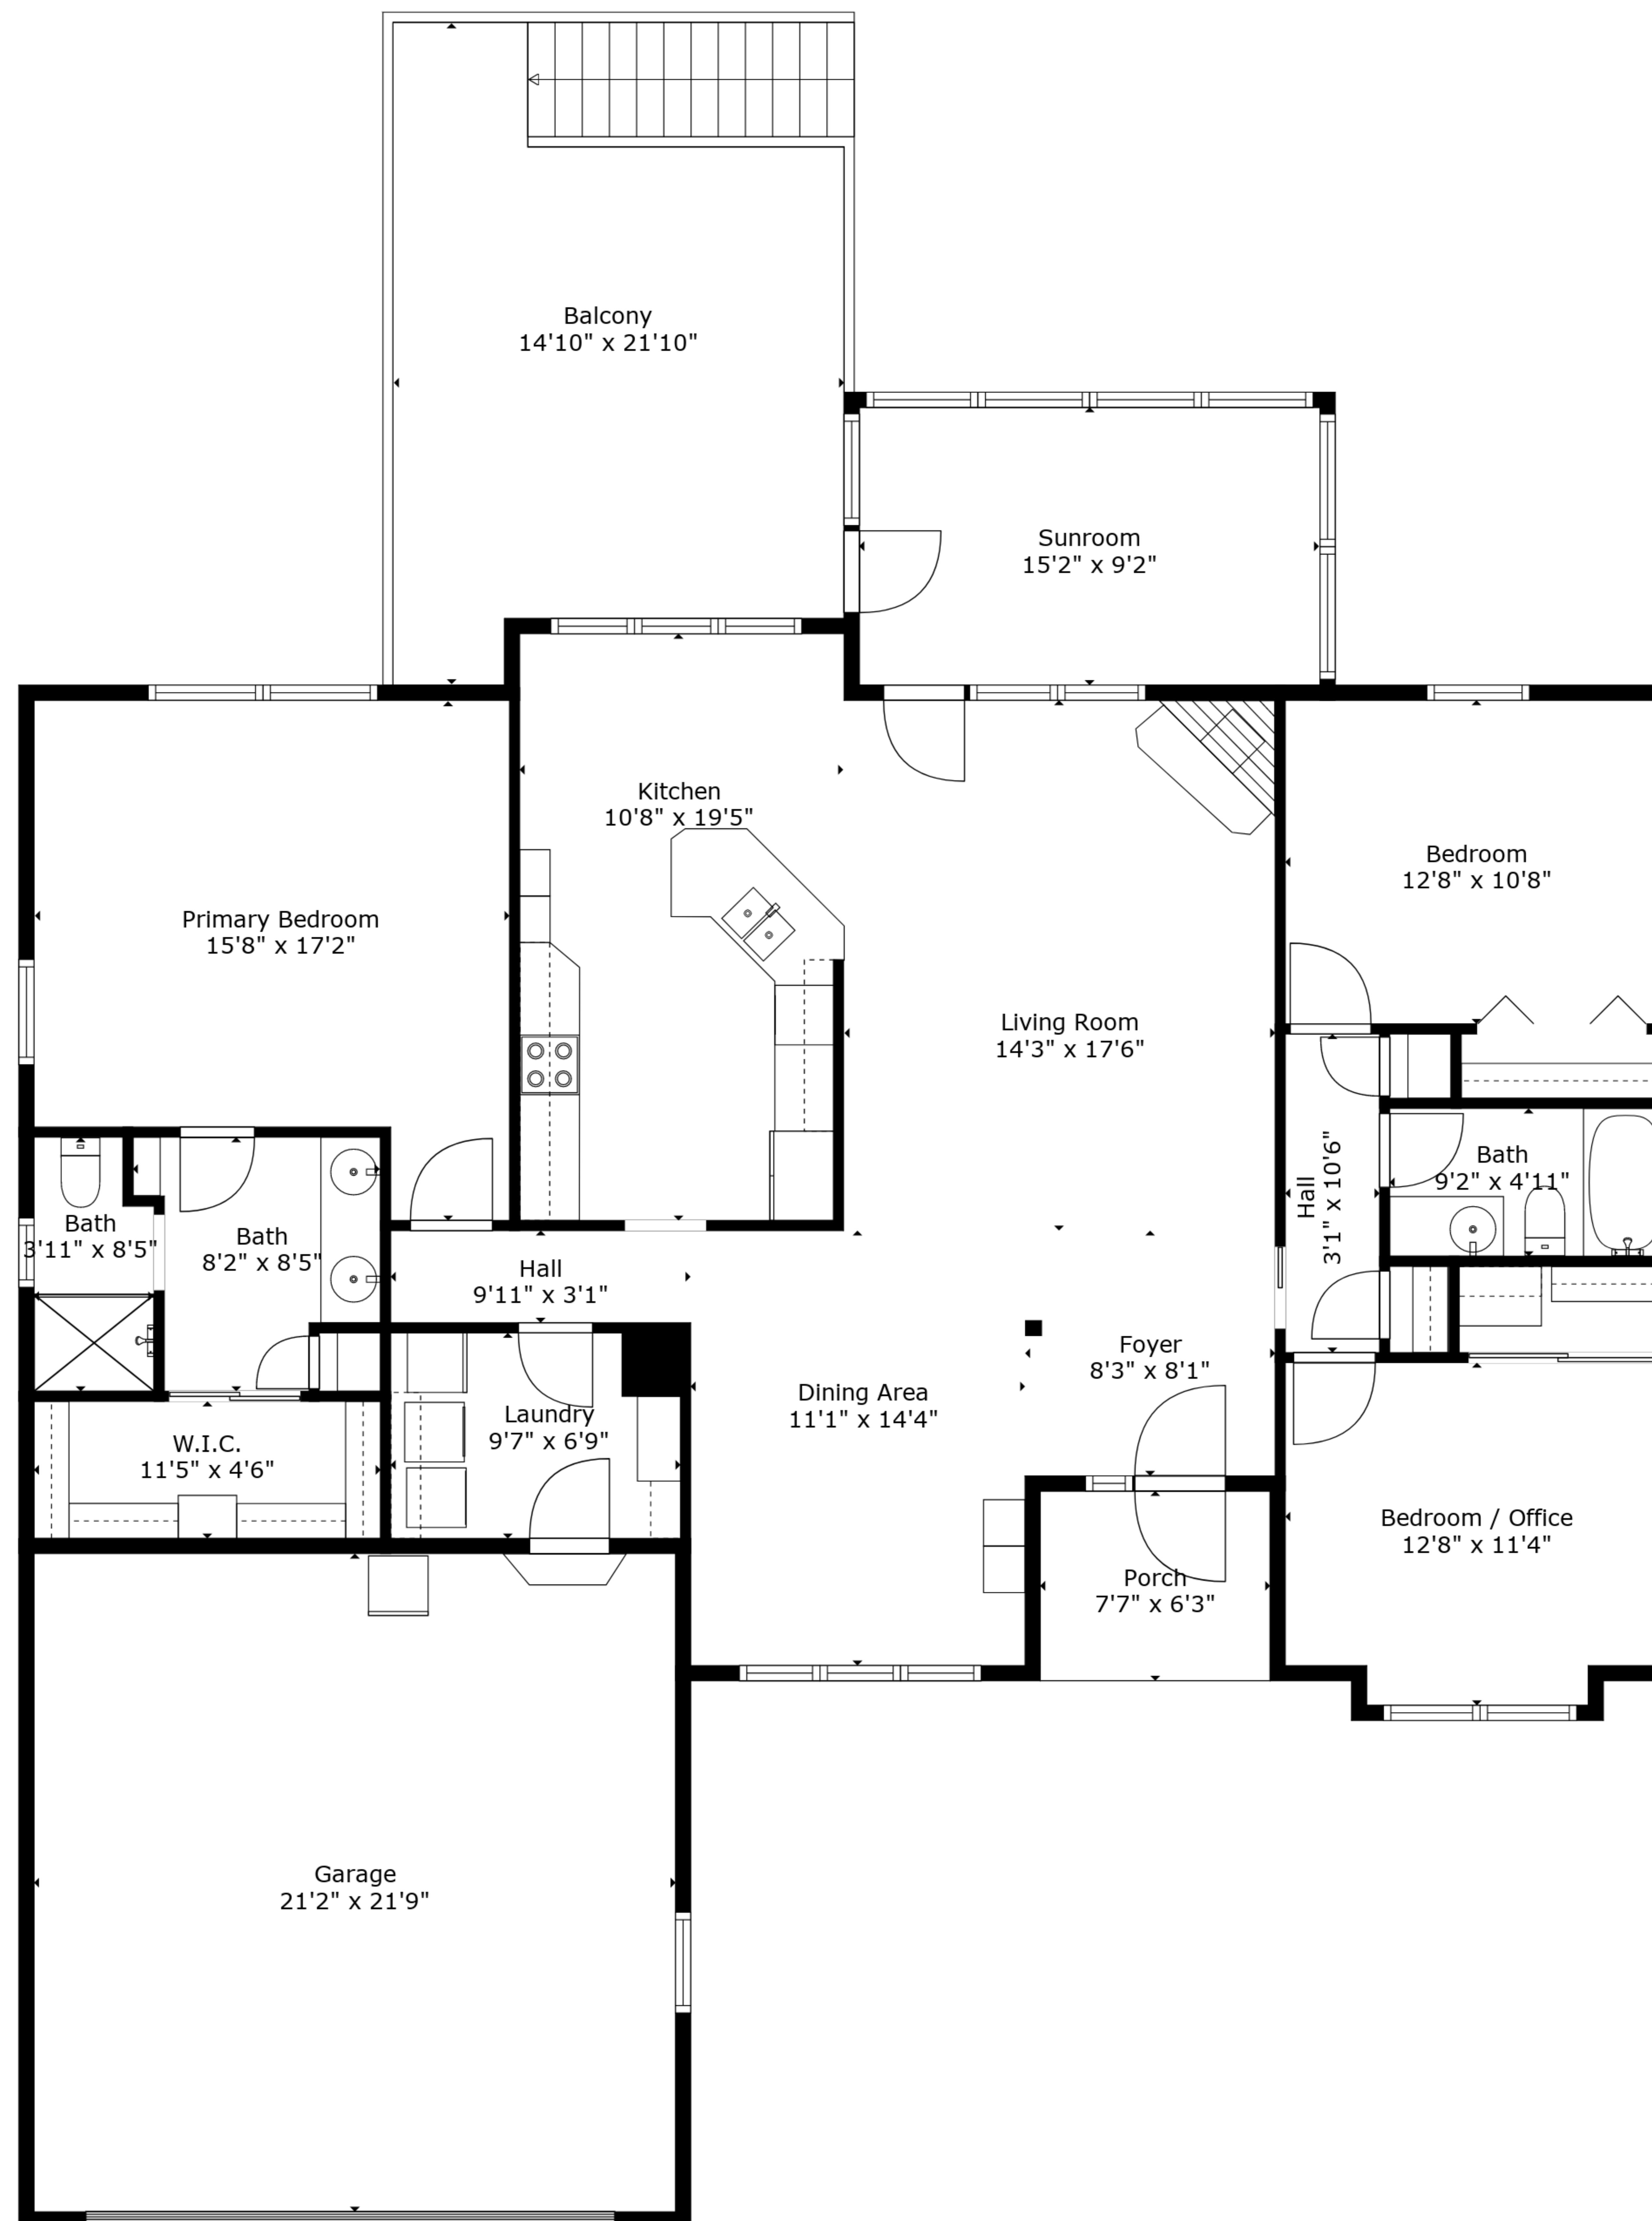 Balcony
14'10" x 21'10"
Sunroom
15'2" x 9'2"
Kitchen
10'8" x 19'5"
Bedroom
12'8" x 10'8"
Primary Bedroom
15'8" x 17'2"
Living Room
14'3" x 17'6"
Hall
3'1" x 10'6"
Bath
9'2" x 4'11"
Bath
3'11" x 8'5"
Bath
8'2" x 8'5"
Hall
9'11" x 3'1"
Foyer
8'3" x 8'1"
Dining Area
11'1" x 14'4"
Laundry
9'7" x 6'9"
W.I.C.
11'5" x 4'6"
Bedroom / Office
12'8" x 11'4"
Porch
7'7" x 6'3"
Garage
21'2" x 21'9"